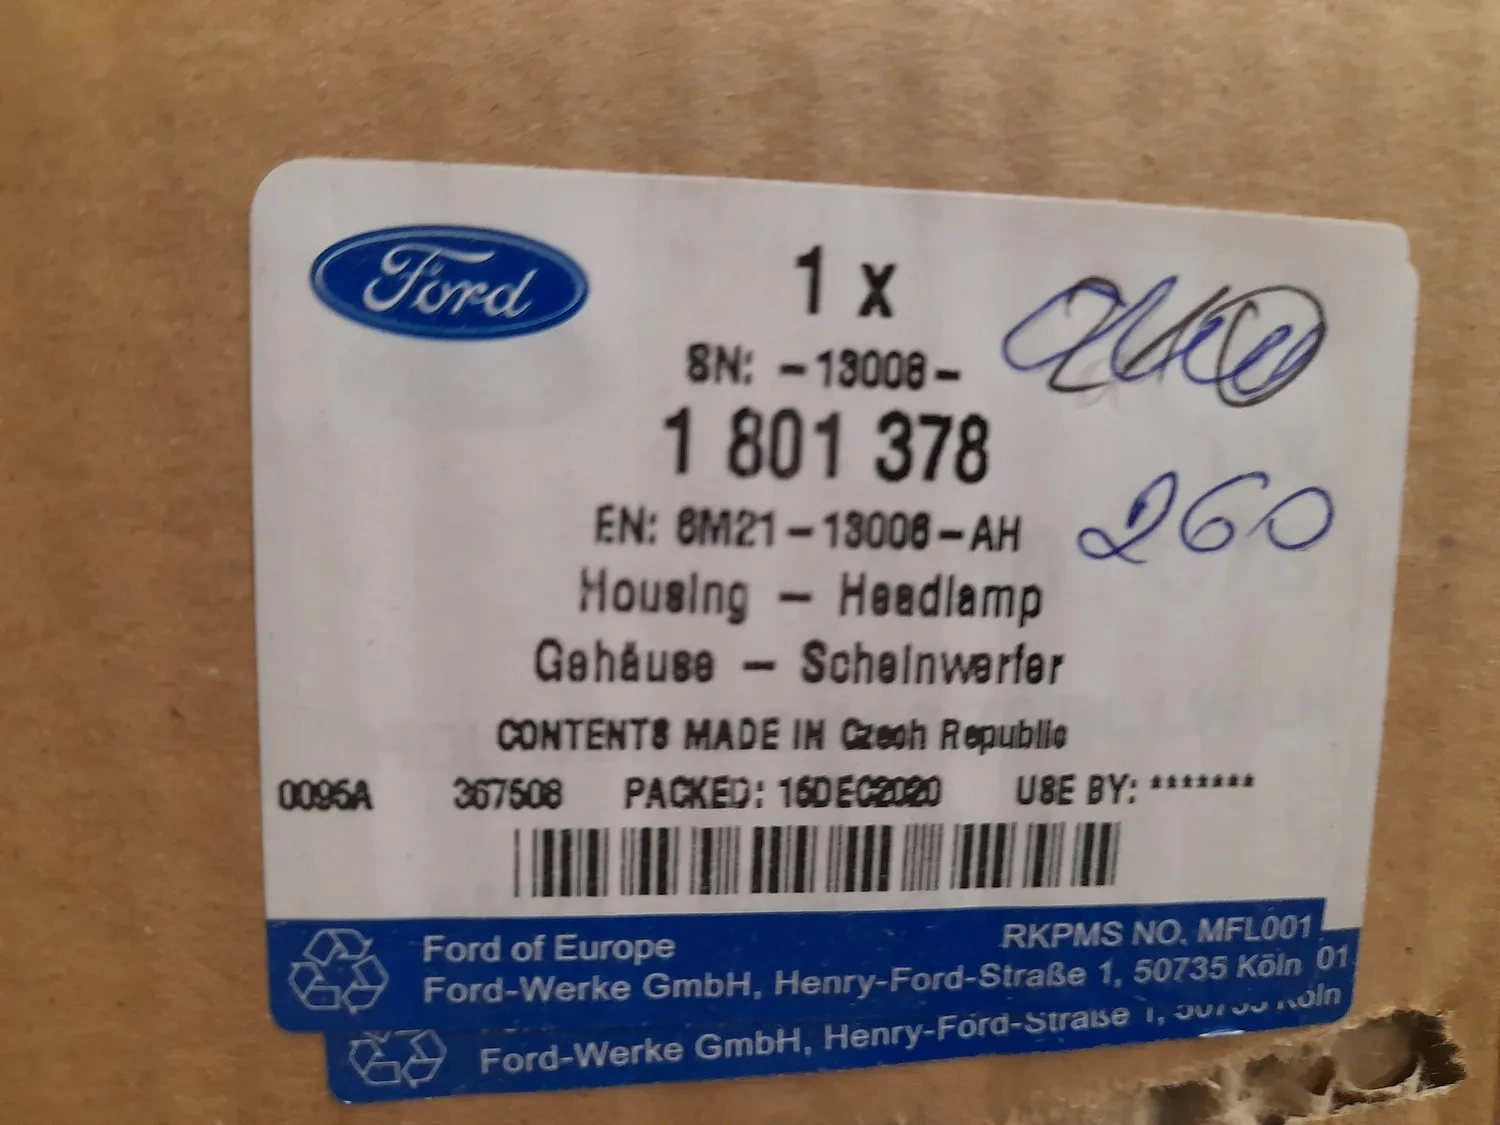 Ford
1 x
SN: -13008-
1 801 378
EN: 6M21-13008-AH
260
Housing - Headlamp
Gehäuse - Scheinwerfer
CONTENTS MADE IN Czech Republic
0095A 367508 PACKED: 15DEC2020 USE BY: *******
RKPMS NO. MFL001
Ford of Europe
Ford-Werke GmbH, Henry-Ford-Straße 1, 50735 Köln
01
Ford-Werke GmbH, Henry-Ford-Straße 1, 50735 Köln